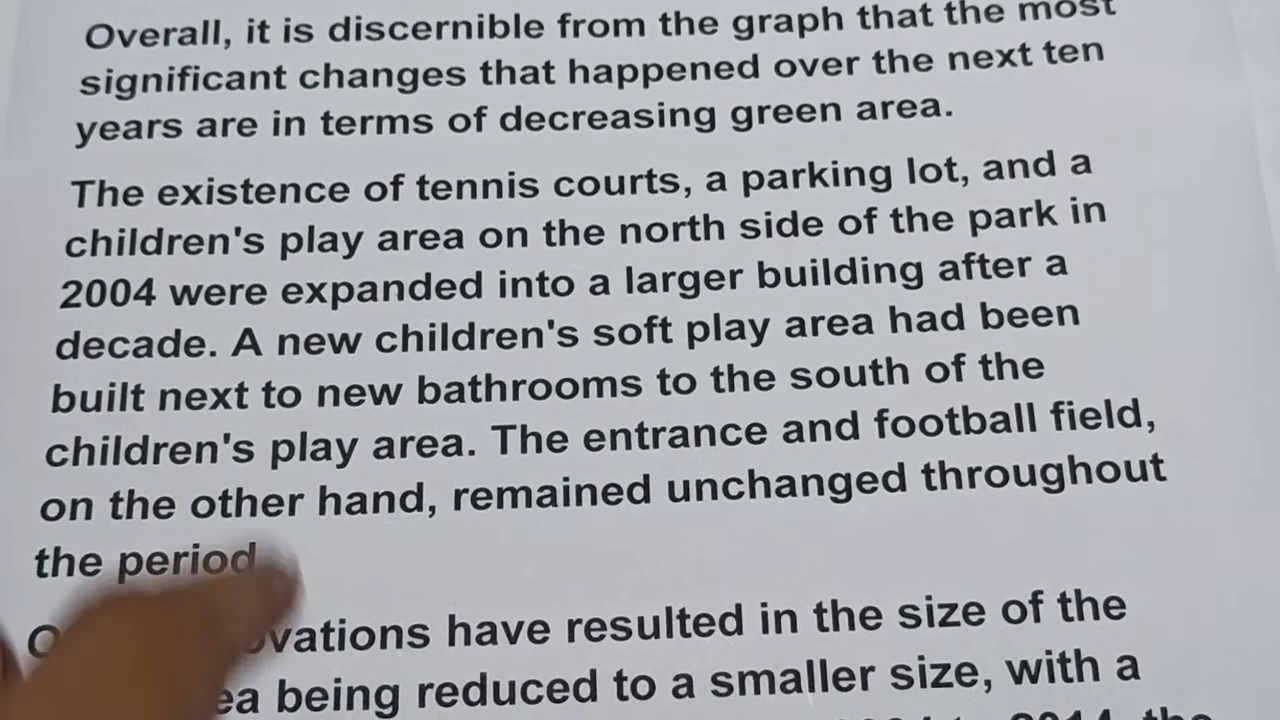 Overall, it is discernible from the graph that the most
significant changes that happened over the next ten
years are in terms of decreasing green area.
The existence of tennis courts, a parking lot, and a
children's play area on the north side of the park in
2004 were expanded into a larger building after a
decade. A new children's soft play area had been
built next to new bathrooms to the south of the
children's play area. The entrance and football field,
on the other hand, remained unchanged throughout
the period
have resulted in the size of the
being reduced to a smaller size, with a
2014, the